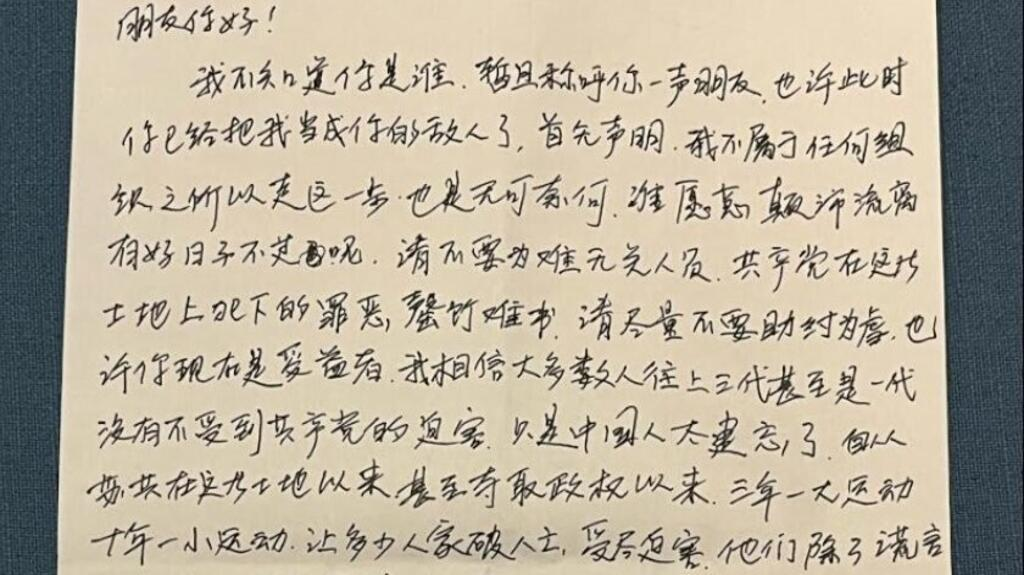 朋友你好！
我不知道你是谁.暂且称呼你一声朋友.也许此时
你已给把我当成你的敌人了，首先声明.我不属于任何组
织之所以走这一步.也是无可奈何.谁愿意颠沛流离
有好日子不过呢.请不要为难无关人员.共产党在这片
土地上犯下的罪恶,罄竹难书.请尽量不要助纣为虐.也
许你现在是受益者.我相信大多数人往上三代甚至是一代
没有不受到共产党的迫害.只是中国人太健忘了.自从
共在这片土地以来.甚至夺取政权以来.三年一大运动
十年一小运动.让多少人家破人亡,受尽迫害.他们除了谎言